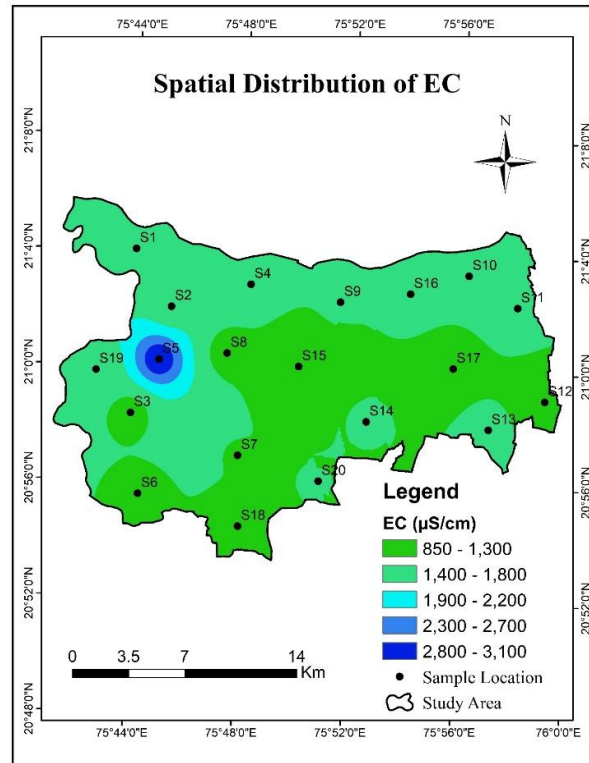 75°44'0"E 75°48'0"E 75°52'0"E 75°56'0"E
Spatial Distribution of EC
N
21°8'0"N 21°8'0"N
21°4'0"N 21°4'0"N
21°0'0"N 21°0'0"N
20°56'0"N 20°56'0"N
20°52'0"N 20°52'0"N
20°48'0"N
S1
S4
S10
S16
S2
S9
S11
S8
S5
S15
S19
S17
S12
S3
S14
S13
S7
S20
S6
S18
Legend
EC (µS/cm)
850 - 1,300
1,400 - 1,800
1,900 - 2,200
2,300 - 2,700
2,800 - 3,100
Sample Location
Study Area
0 3.5 7 14
Km
75°44'0"E 75°48'0"E 75°52'0"E 75°56'0"E 76°0'0"E